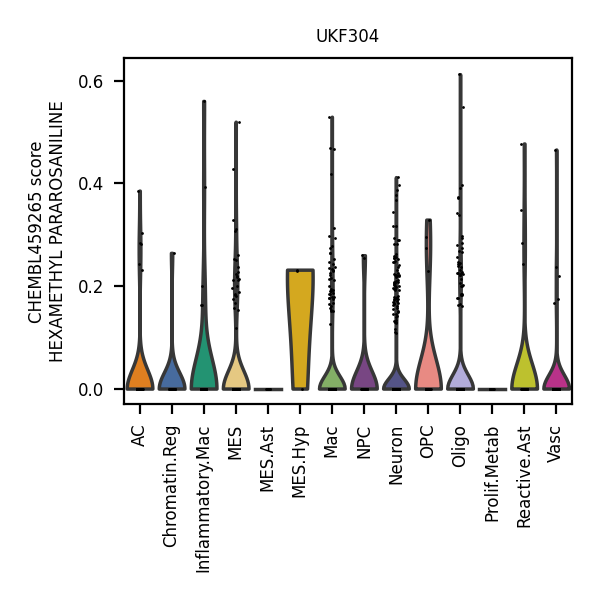 UKF304
CHEMBL459265 score
HEXAMETHYL PARAROSANILINE
0.6
0.4
0.2
0.0
AC
Chromatin.Reg
Inflammatory.Mac
MES
MES.Ast
MES.Hyp
Mac
NPC
Neuron
OPC
Oligo
Prolif.Metab
Reactive.Ast
Vasc